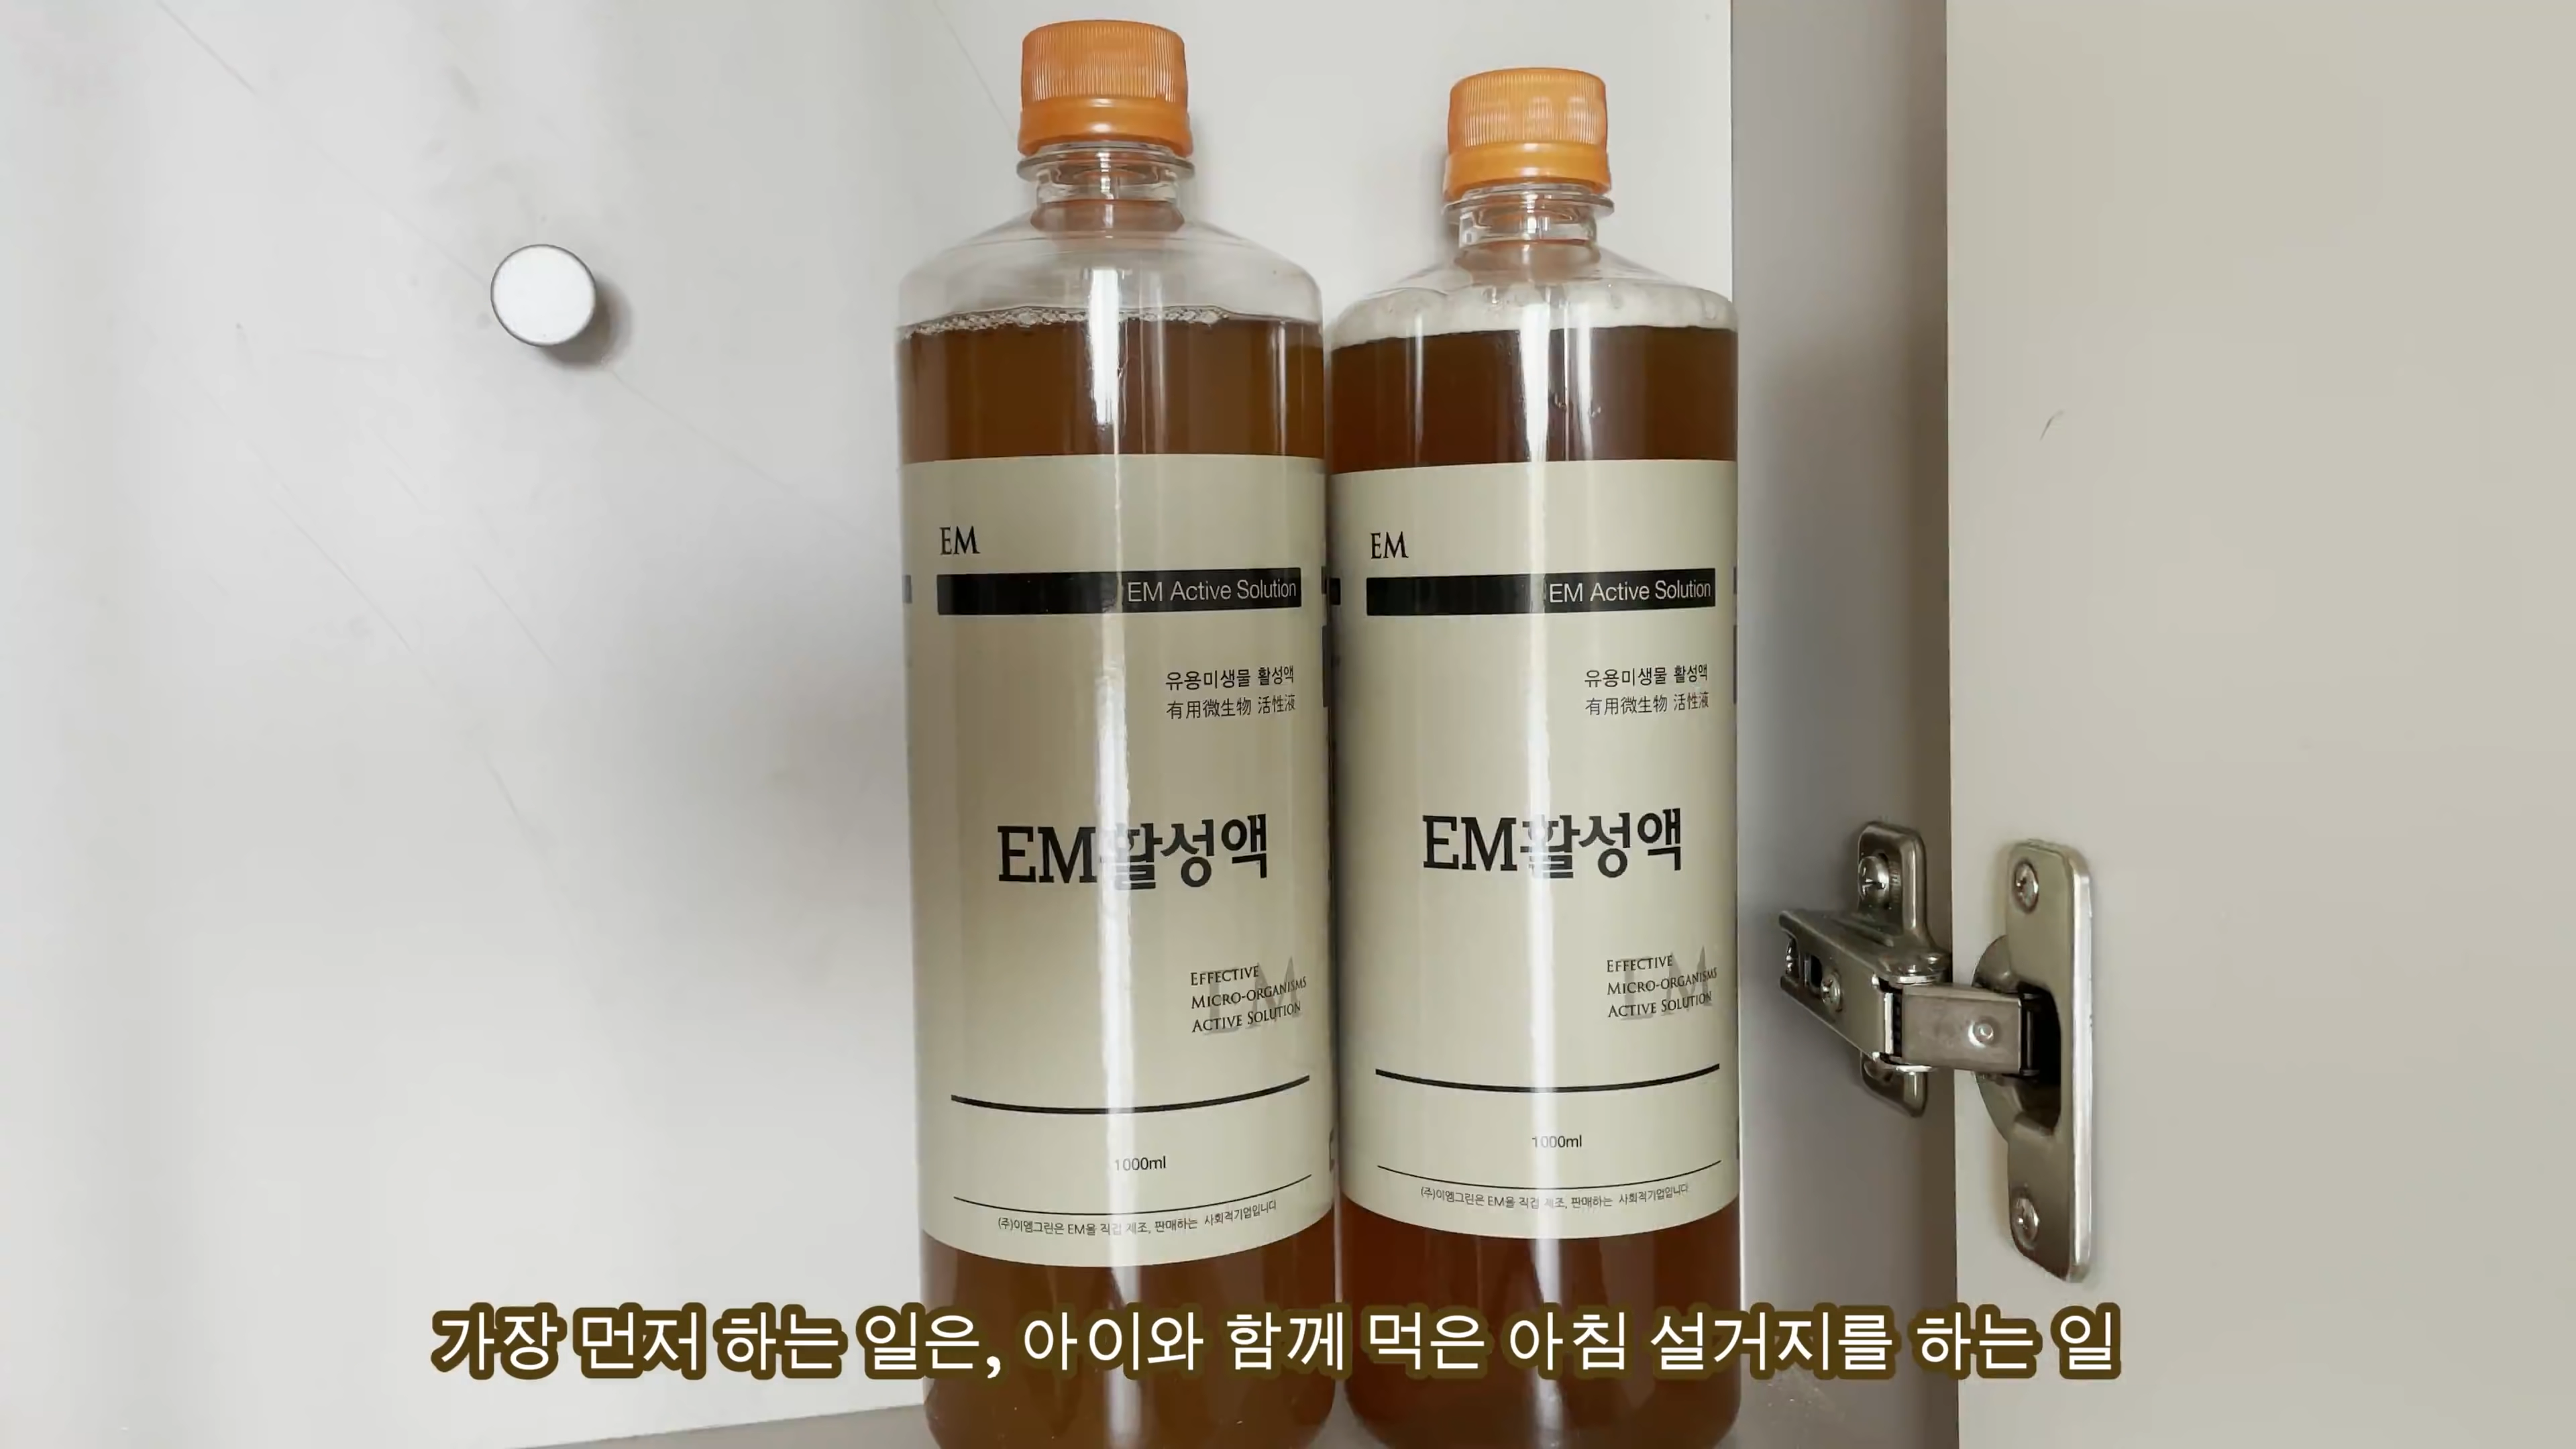 EM
EM Active Solution
유용미생물 활성액
有用微生物 活性液
EM활성액
EFFECTIVE
MICRO-ORGANISMS
ACTIVE SOLUTION
EM
1000ml
(주)이엠그린은 EM을 직접 제조, 판매하는 사회적기업입니다
EM
EM Active Solution
유용미생물 활성액
有用微生物 活性液
EM활성액
EFFECTIVE
MICRO-ORGANISMS
ACTIVE SOLUTION
EM
1000ml
(주)이엠그린은 EM을 직접 제조, 판매하는 사회적기업입니다
가장 먼저 하는 일은, 아이와 함께 먹은 아침 설거지를 하는 일